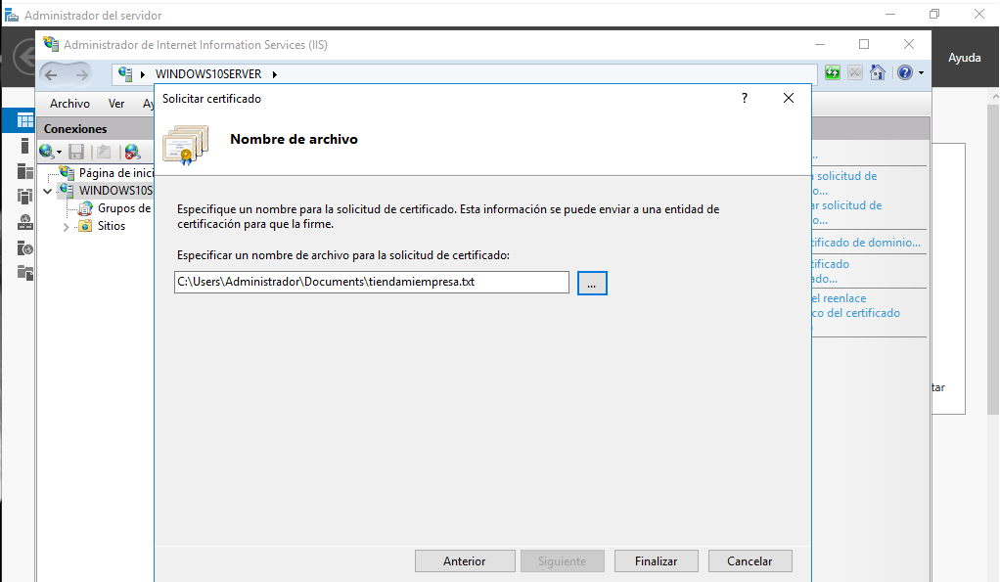 Administrador del servidor
Administrador de Internet Information Services (IIS)
Ayuda
WINDOWS10SERVER
Archivo Ver Ay
Solicitar certificado
?
Conexiones
Nombre de archivo
Página de inici
WINDOWS10S
Grupos de
Sitios
Especifique un nombre para la solicitud de certificado. Esta información se puede enviar a una entidad de
certificación para que la firme.
Especificar un nombre de archivo para la solicitud de certificado:
C:\Users\Administrador\Documents\tiendamiempresa.txt
...
..
a solicitud de
o...
ar solicitud de
o...
tificado de dominio...
tificado
ado...
el reenlace
co del certificado
tar
Anterior Siguiente Finalizar Cancelar